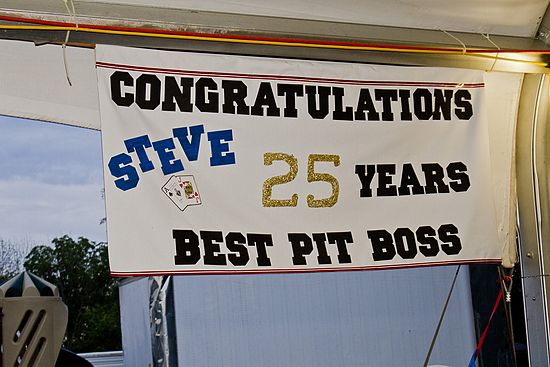 CONGRATULATIONS
STEVE
25 YEARS
BEST PIT BOSS